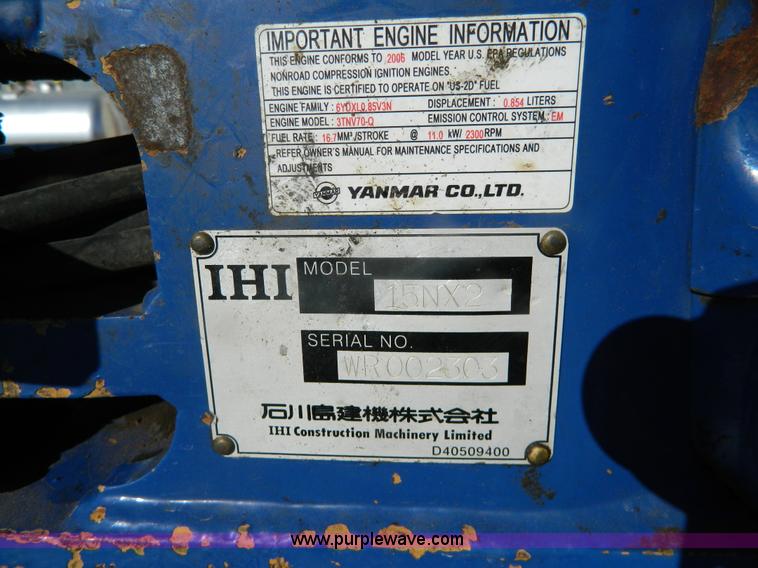 IMPORTANT ENGINE INFORMATION
THIS ENGINE CONFORMS TO 2006 MODEL YEAR U.S. EPA REGULATIONS
NONROAD COMPRESSION IGNITION ENGINES.
THIS ENGINE IS CERTIFIED TO OPERATE ON "US-2D" FUEL
ENGINE FAMILY : 6YDXL0.85V3N DISPLACEMENT : 0.854 LITERS
ENGINE MODEL : 3TNV70-Q EMISSION CONTROL SYSTEM : EM
FUEL RATE : 16.7 MM³/STROKE @ 11.0 kW/ 2300RPM
REFER OWNER'S MANUAL FOR MAINTENANCE SPECIFICATIONS AND
ADJUSTMENTS
YANMAR YANMAR CO.,LTD.
IHI MODEL
15NX2
SERIAL NO.
WR002303
石川島建機株式会社
IHI Construction Machinery Limited
D40509400
www.purplewave.com